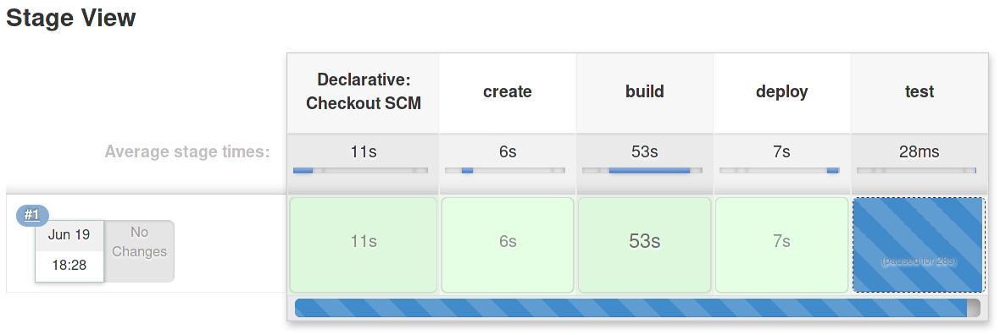 Stage View
Declarative:
Checkout SCM
create
build
deploy
test
Average stage times:
11s
6s
53s
7s
28ms
#1
Jun 19
18:28
No
Changes
11s
6s
53s
7s
(paused for 28s)